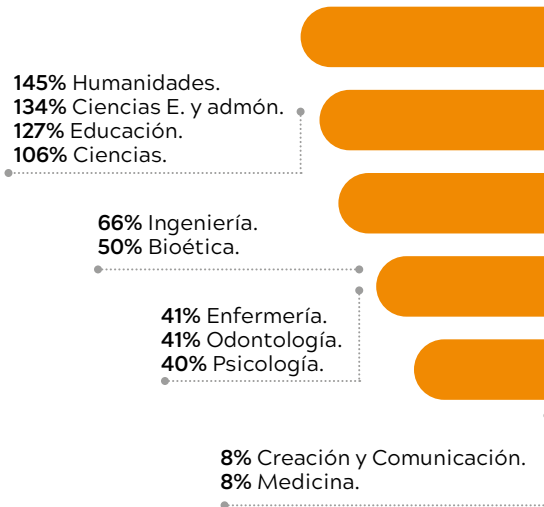 145% Humanidades.
134% Ciencias E. y admón.
127% Educación.
106% Ciencias.
66% Ingeniería.
50% Bioética.
41% Enfermería.
41% Odontología.
40% Psicología.
8% Creación y Comunicación.
8% Medicina.